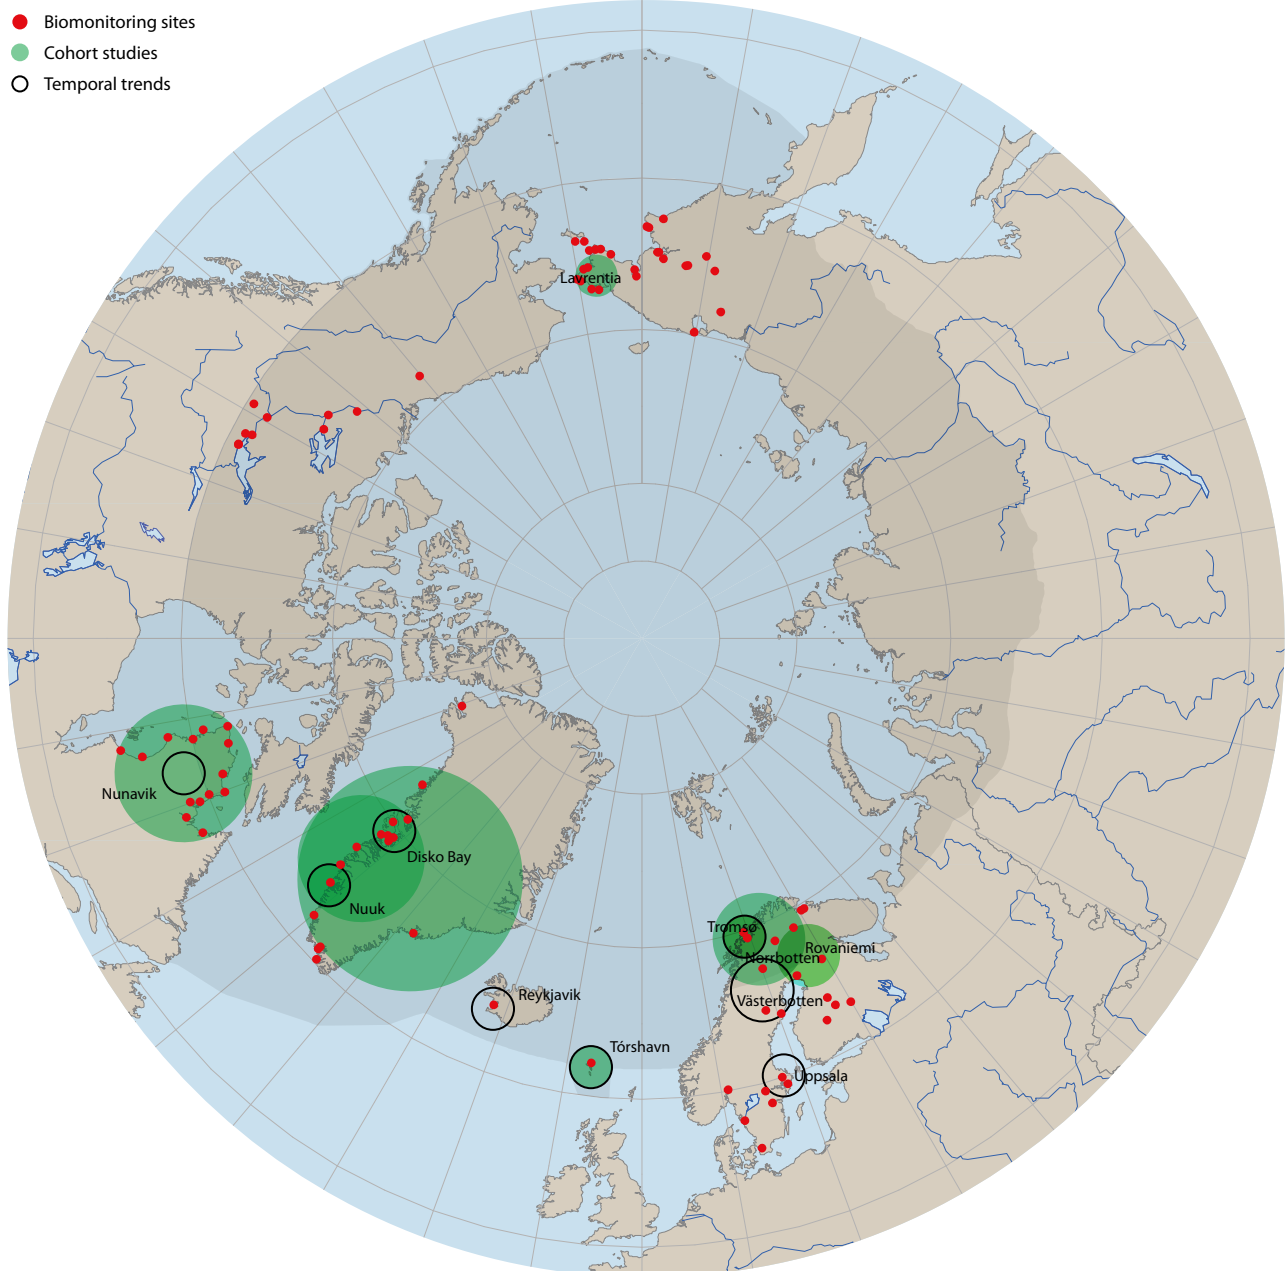 Biomonitoring sites
Cohort studies
Temporal trends
Lavrentia
Nunavik
Disko Bay
Nuuk
Tromsø
Rovaniemi
Norrbotten
Reykjavik
Västerbotten
Tórshavn
Uppsala